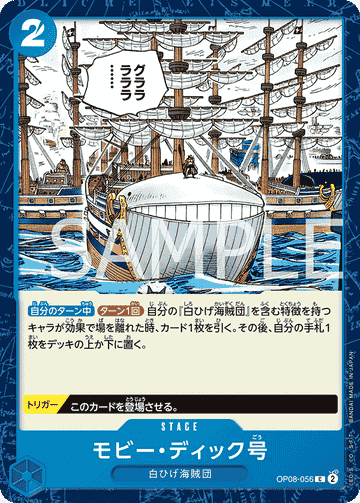 2
グララ
ラララ
……
SAMPLE
自分のターン中 ターン1回 自分の『白ひげ海賊団』を含む特徴を持つ
キャラが効果で場を離れた時、カード1枚を引く。その後、自分の手札1
枚をデッキの上か下に置く。
トリガー このカードを登場させる。
STAGE
モビー・ディック号
白ひげ海賊団
OP08-056 C 2